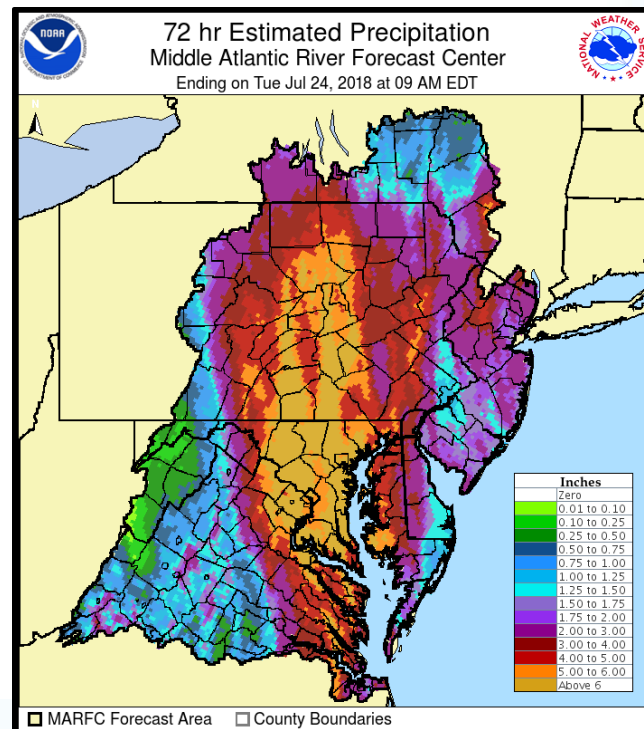 72 hr Estimated Precipitation
Middle Atlantic River Forecast Center
Ending on Tue Jul 24, 2018 at 09 AM EDT
NOAA
NATIONAL WEATHER SERVICE
N
Inches
Zero
0.01 to 0.10
0.10 to 0.25
0.25 to 0.50
0.50 to 0.75
0.75 to 1.00
1.00 to 1.25
1.25 to 1.50
1.50 to 1.75
1.75 to 2.00
2.00 to 3.00
3.00 to 4.00
4.00 to 5.00
5.00 to 6.00
Above 6
MARFC Forecast Area County Boundaries